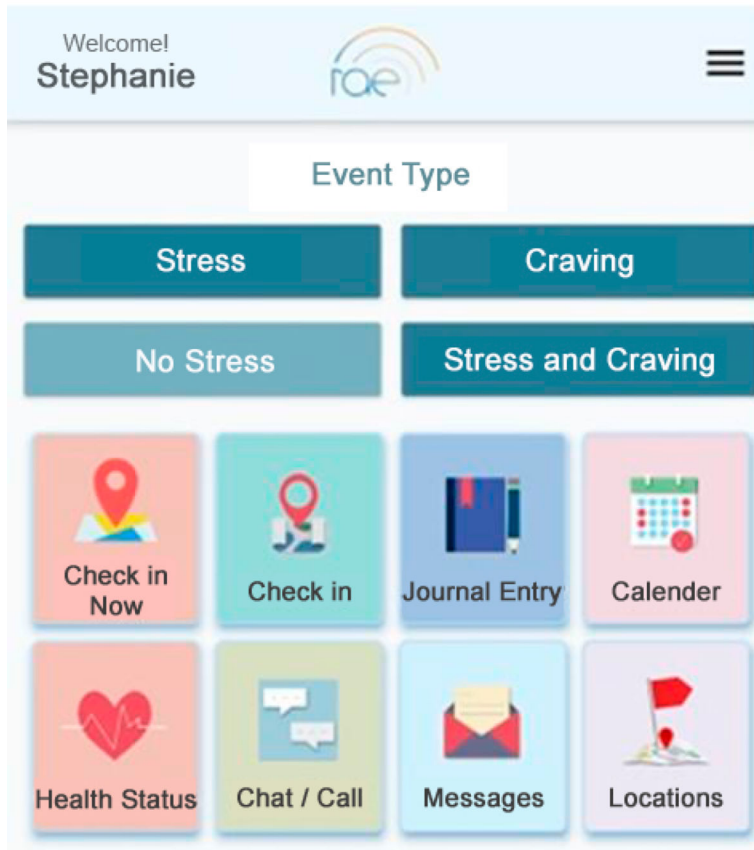 Welcome!
Stephanie
rae
Event Type
Stress
Craving
No Stress
Stress and Craving
Check in
Now
Check in
Journal Entry
Calender
Health Status
Chat / Call
Messages
Locations